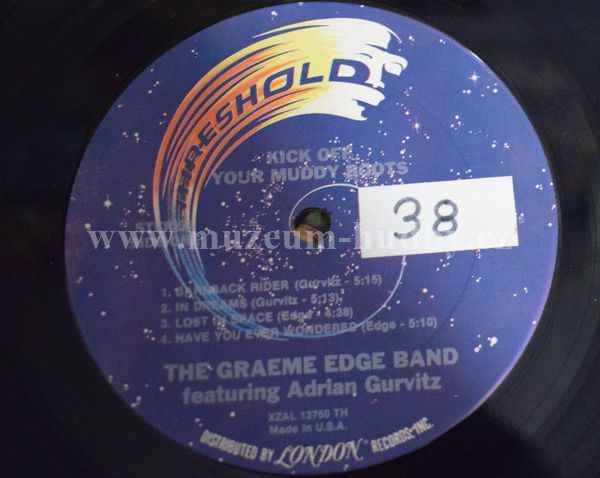 THRESHOLD
KICK OFF
YOUR MUDDY BOOTS
38
www.muzeum-hudby.cz
1. BAREBACK RIDER (Gurvitz - 5:15)
2. IN DREAMS (Gurvitz - 5:13)
3. LOST IN SPACE (Edge - 4:38)
4. HAVE YOU EVER WONDERED (Edge - 5:10)
THE GRAEME EDGE BAND
featuring Adrian Gurvitz
XZAL 13750 TH
Made in U.S.A.
DISTRIBUTED BY LONDON RECORDS, INC.